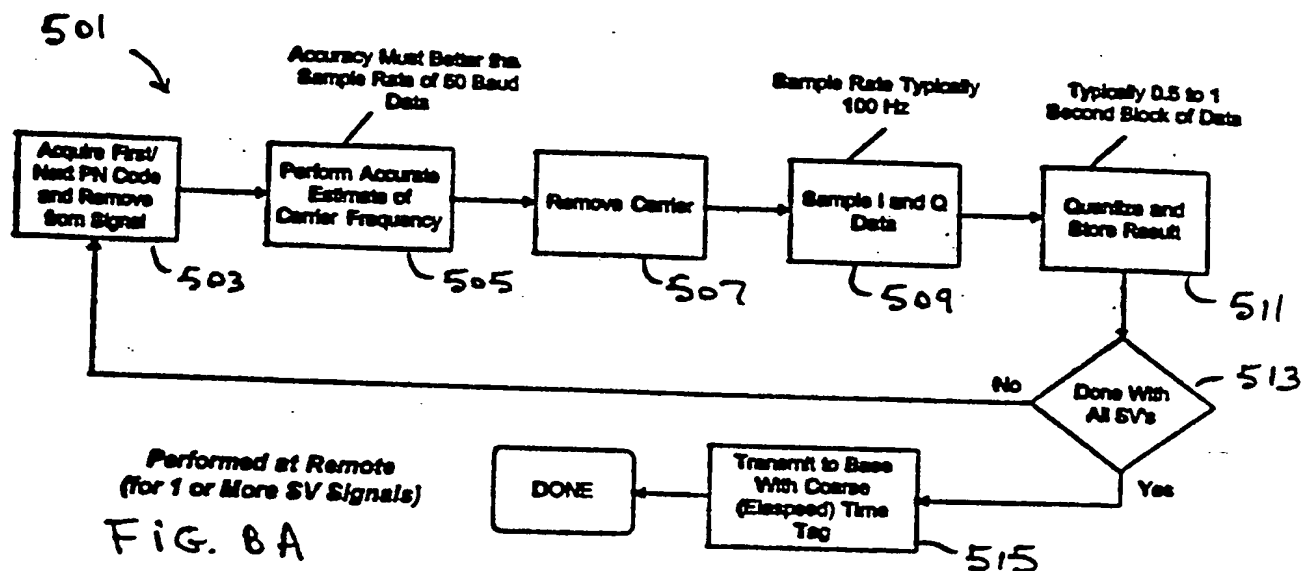 501
Accuracy Must Better tha.
Sample Rate of 50 Baud
Data
Sample Rate Typically
100 Hz
Typically 0.5 to 1
Second Block of Data
Acquire First/
Next PN Code
and Remove
from Signal
503
Perform Accurate
Estimate of
Carrier Frequency
505
Remove Carrier
507
Sample I and Q
Data
509
Quantize and
Store Result
511
Done With
All SV's
513
No
Yes
Transmit to Base
With Coarse
(Elaspeed) Time
Tag
515
DONE
Performed at Remote
(for 1 or More SV Signals)
FIG. 8A